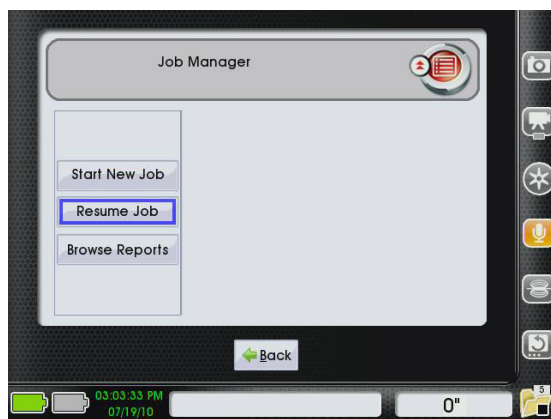 Job Manager
Start New Job
Resume Job
Browse Reports
Back
03:03:33 PM
07/19/10
0"
5